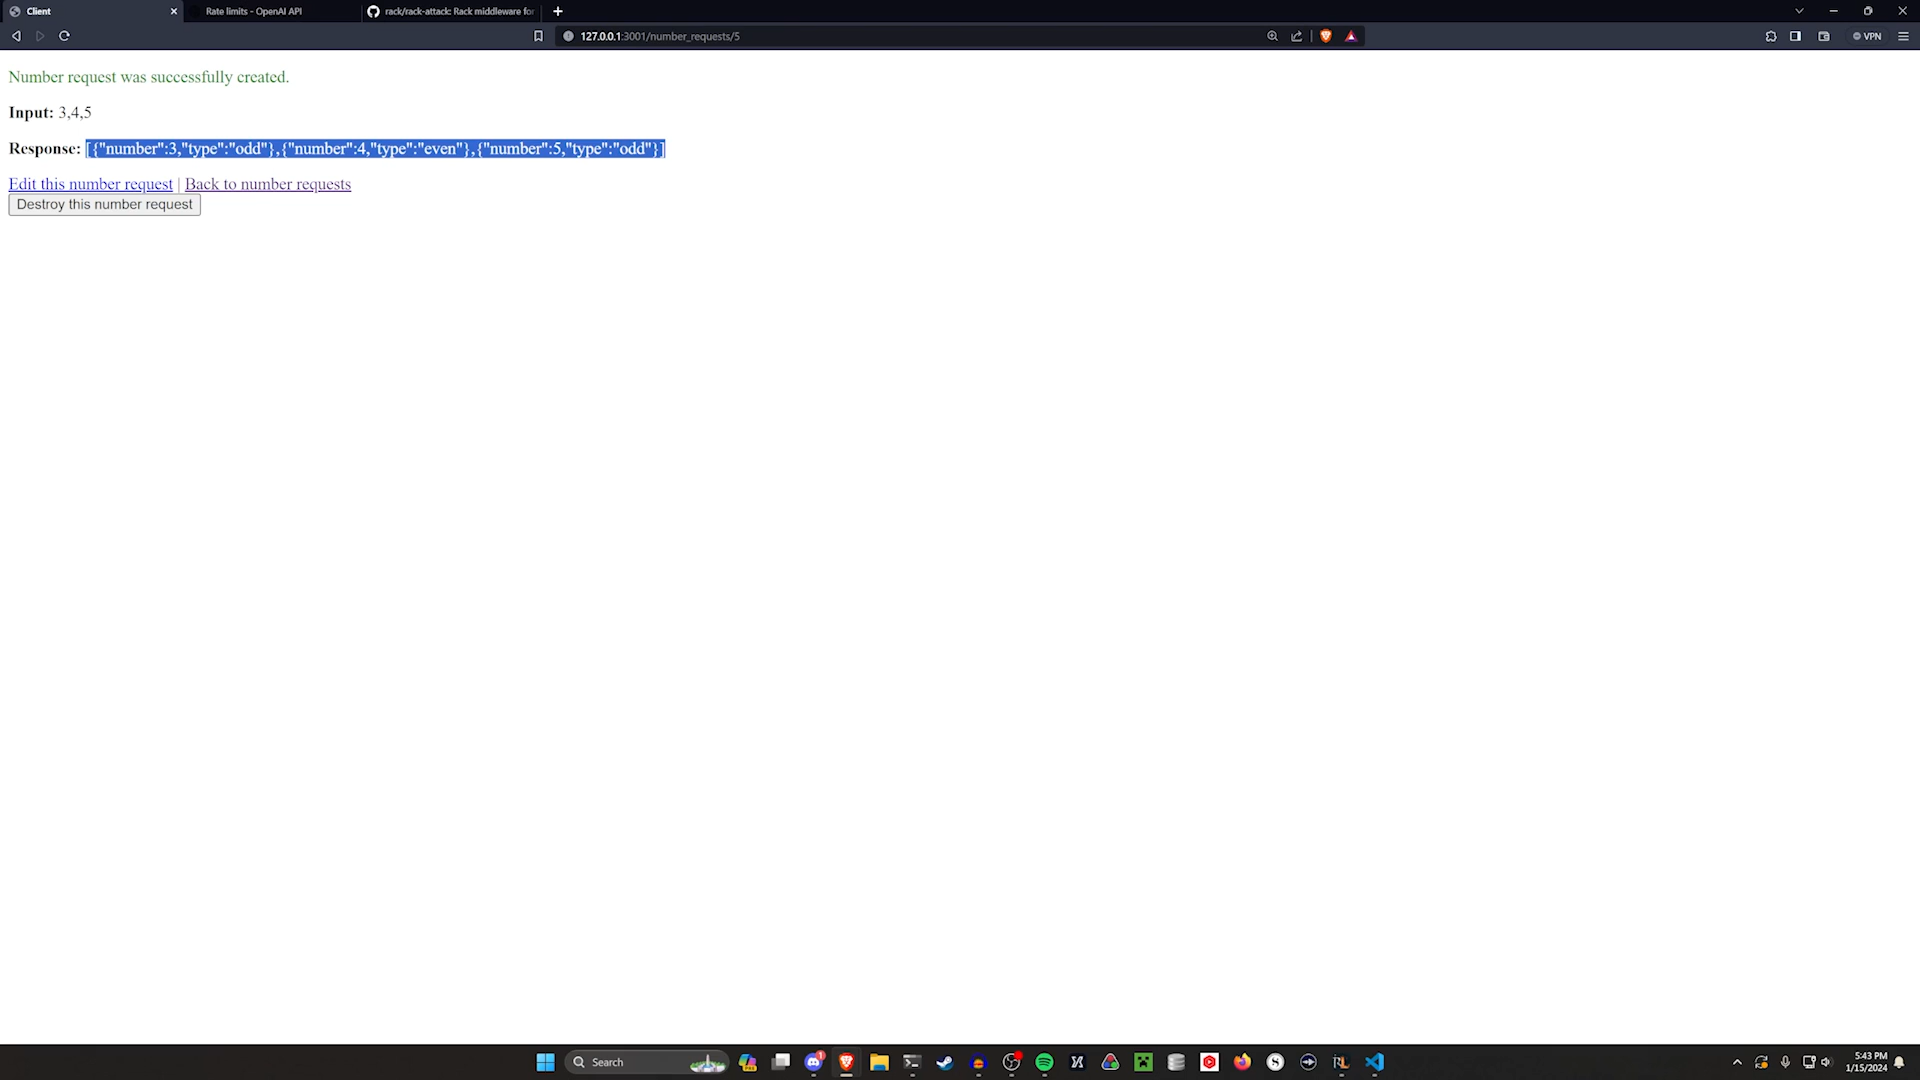 Client
Rate limits - OpenAI API
rack/rack-attack: Rack middleware for
127.0.0.1:3001/number_requests/5
VPN
Number request was successfully created.
Input: 3,4,5
Response: [{"number":3,"type":"odd"},{"number":4,"type":"even"},{"number":5,"type":"odd"}]
Edit this number request | Back to number requests
Destroy this number request
Search
5:43 PM
1/15/2024